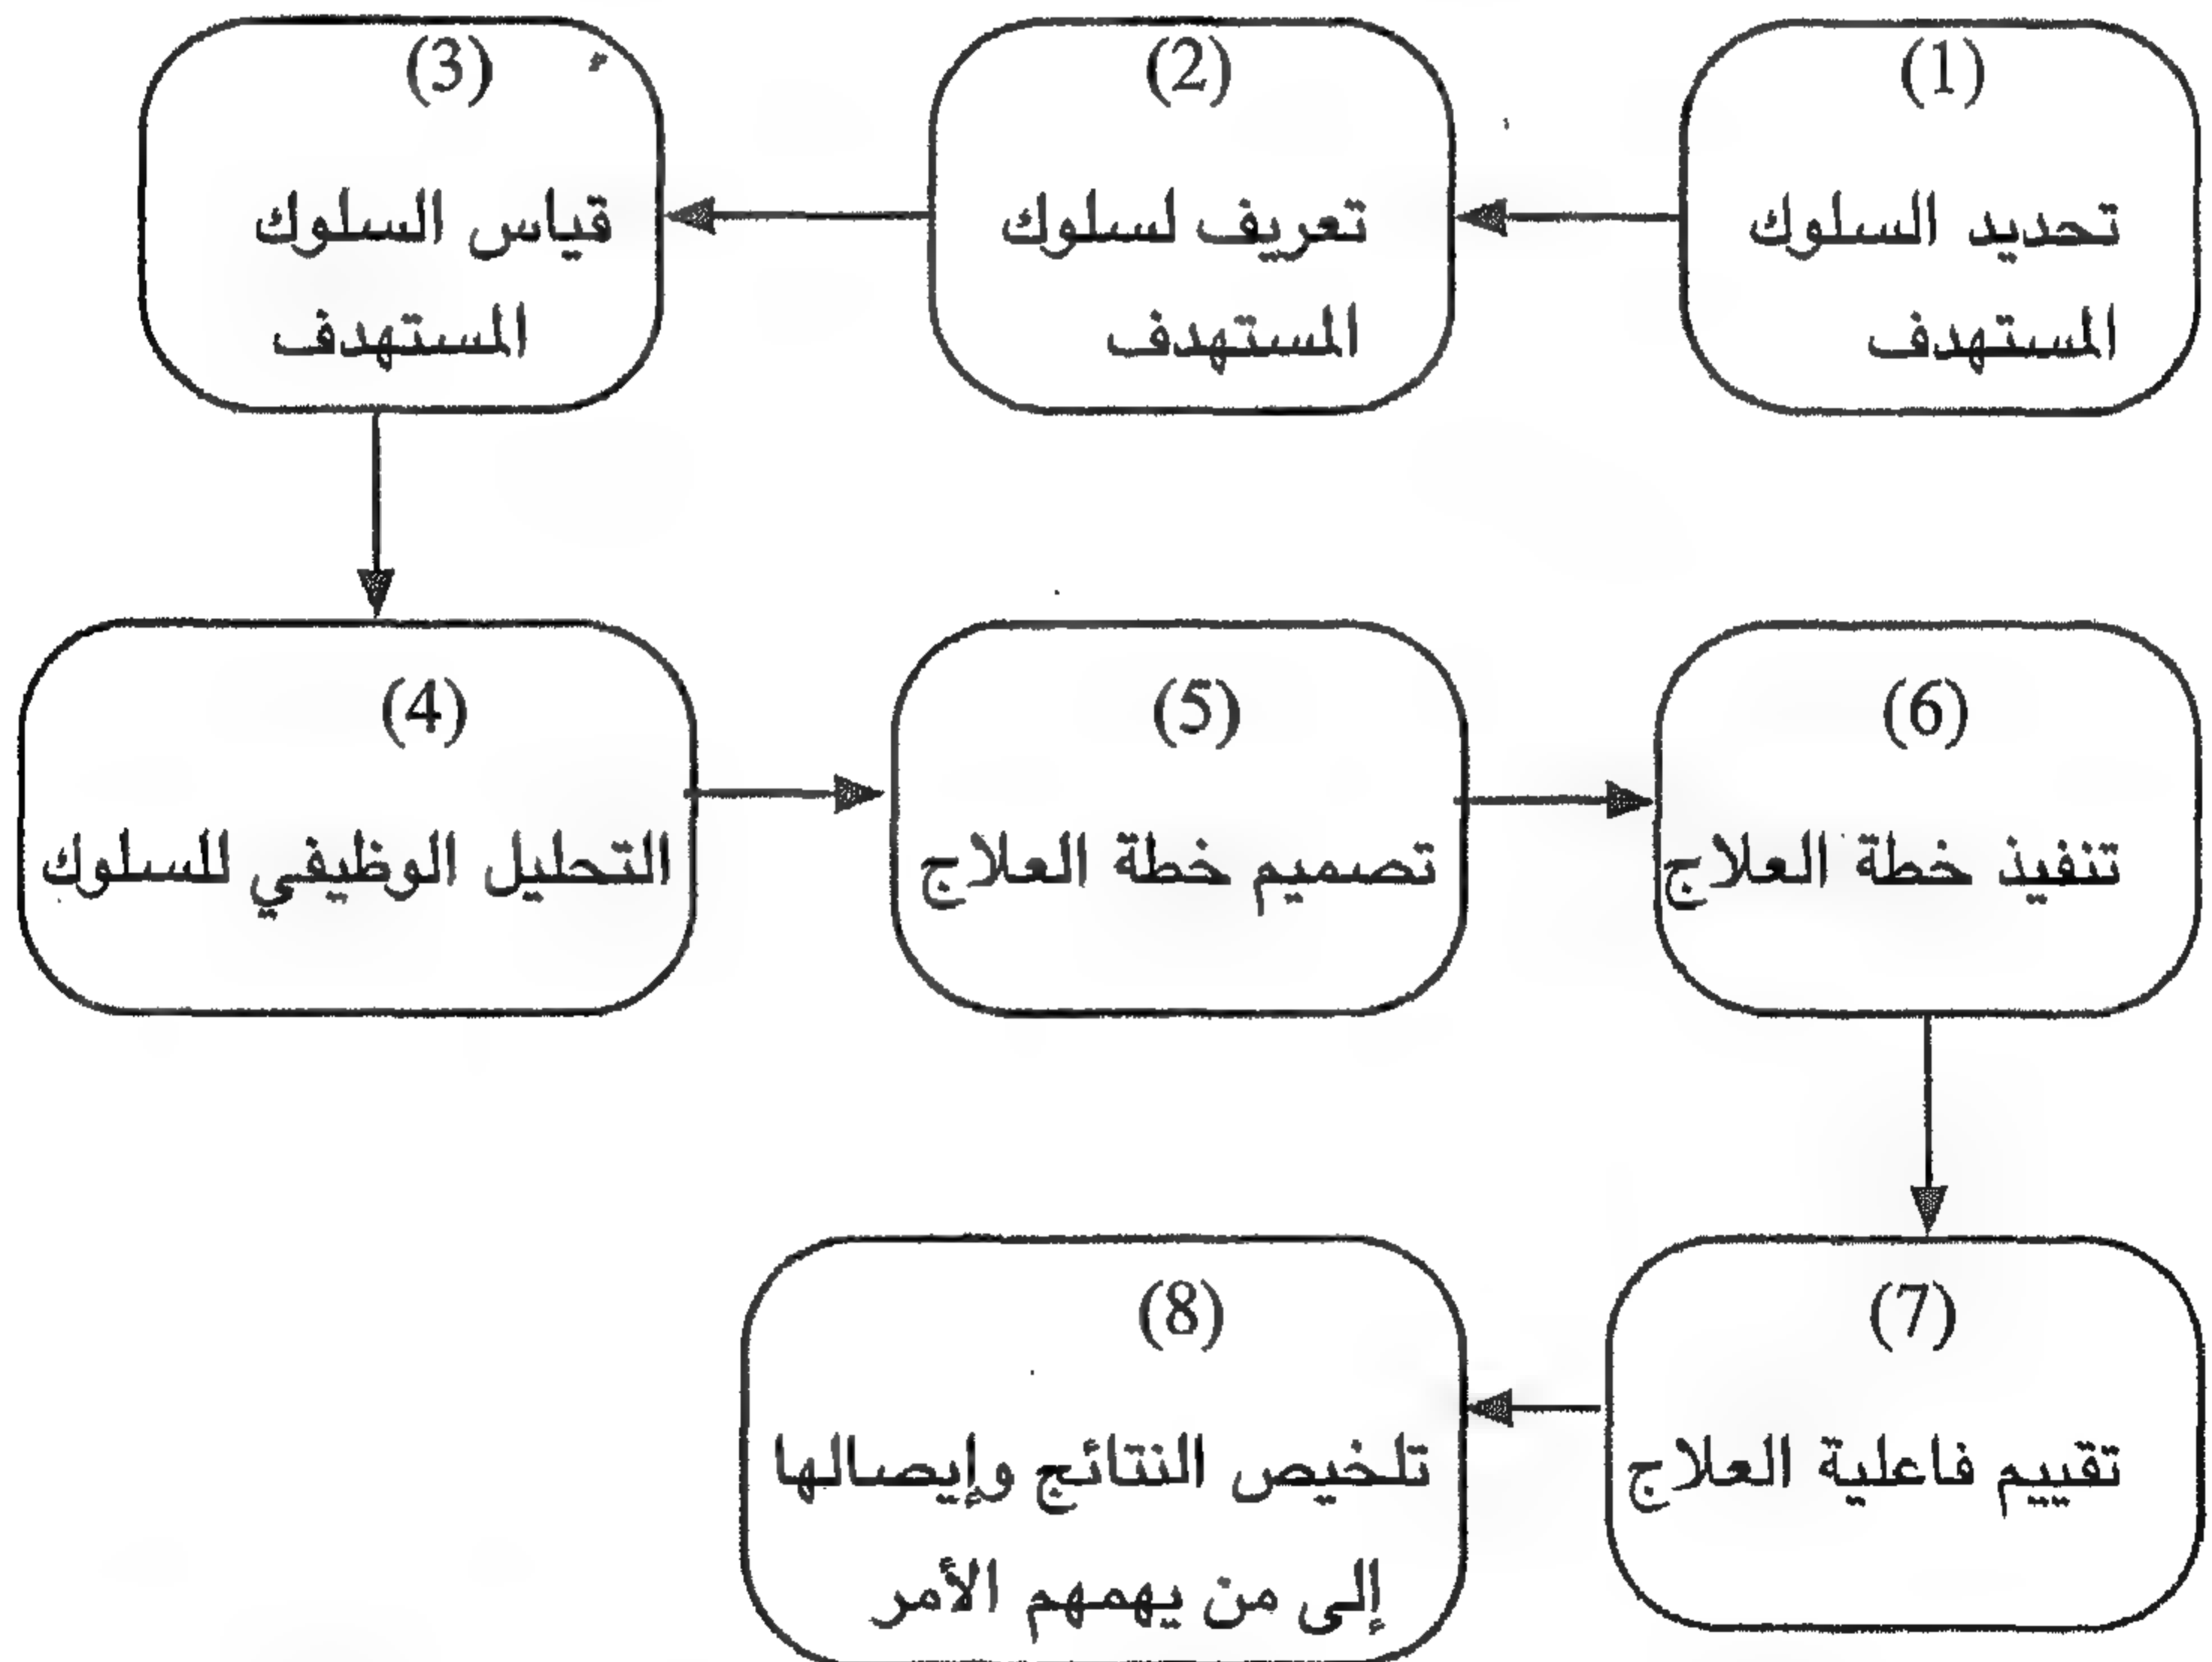 (1)
تحديد السلوك
المستهدف
(2)
تعريف لسلوك
المستهدف
(3)
قياس السلوك
المستهدف
(4)
التحليل الوظيفي للسلوك
(5)
تصميم خطة العلاج
(6)
تنفيذ خطة العلاج
(7)
تقييم فاعلية العلاج
(8)
تلخيص النتائج وإيصالها
إلى من يهمهم الأمر